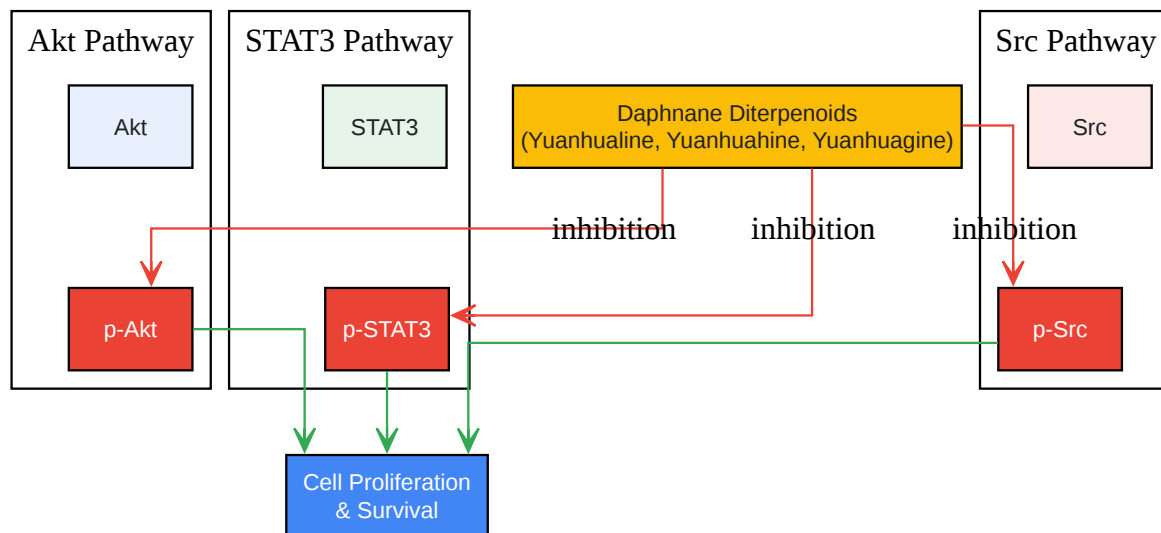 Akt Pathway
STAT3 Pathway
Src Pathway
Akt
STAT3
Daphnane Diterpenoids
(Yuanhualine, Yuanhuahine, Yuanhuagine)
Src
inhibition
inhibition
inhibition
p-Akt
p-STAT3
p-Src
Cell Proliferation
& Survival